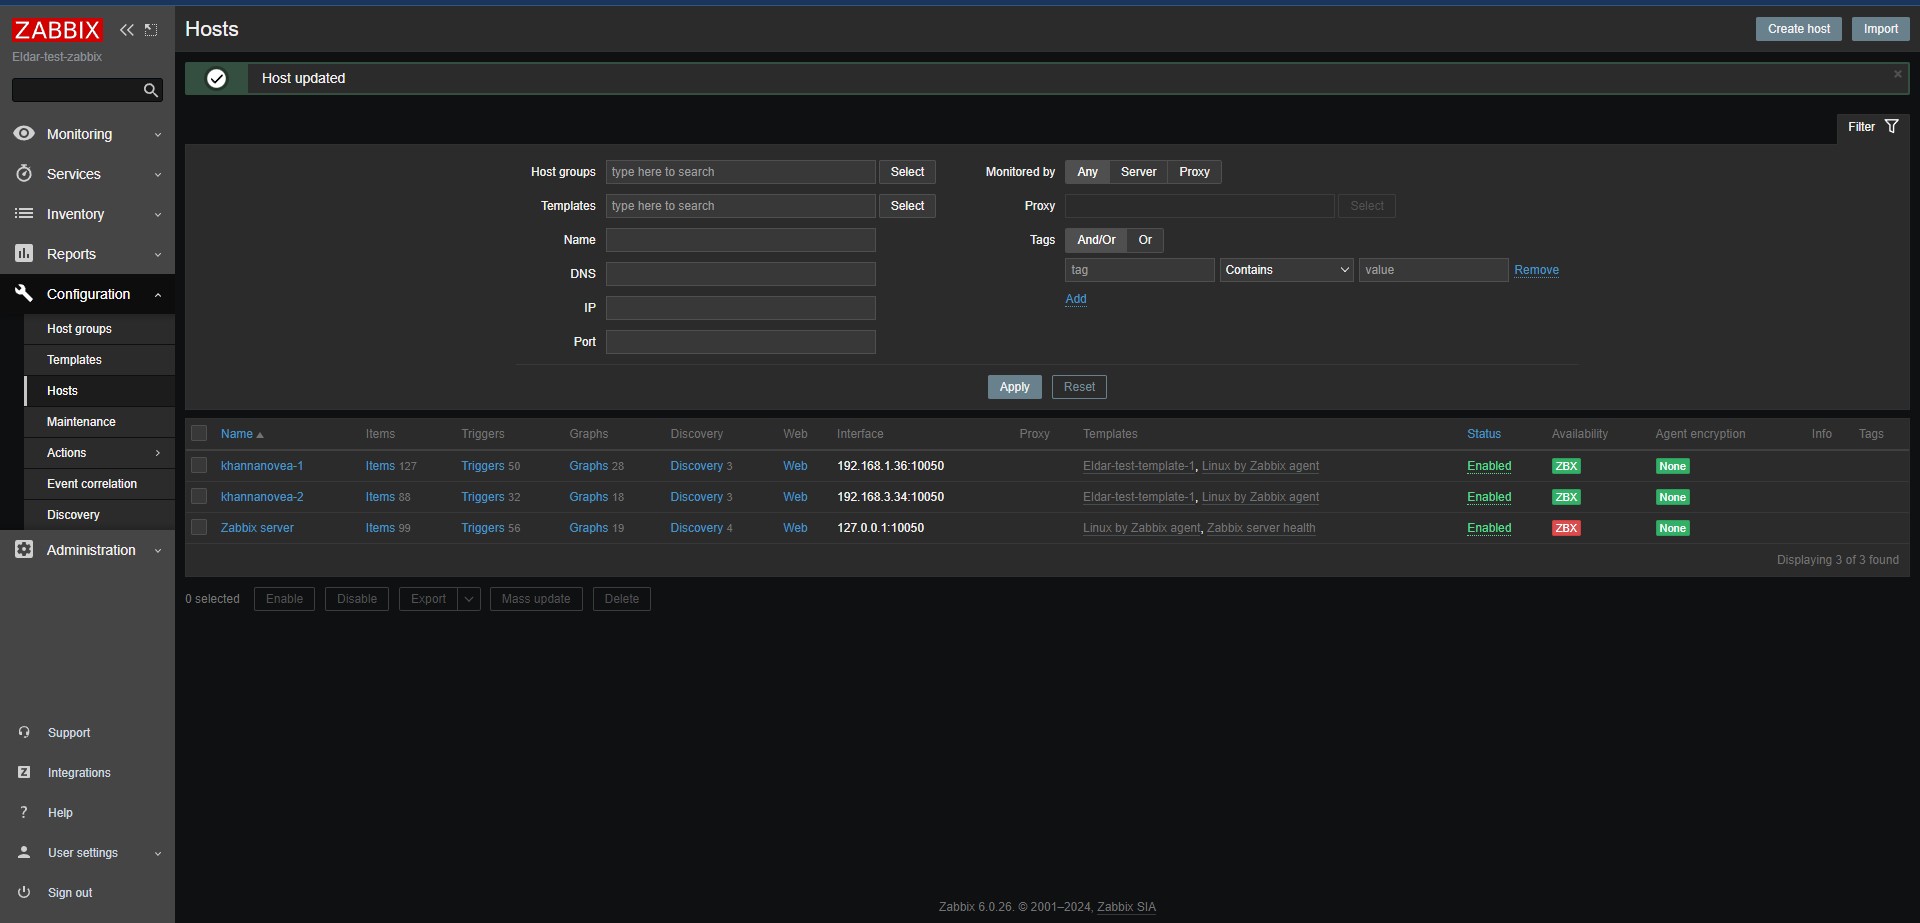 ZABBIX
Eldar-test-zabbix
Monitoring
Services
Inventory
Reports
Configuration
Host groups
Templates
Hosts
Maintenance
Actions
Event correlation
Discovery
Administration
Support
Integrations
Help
User settings
Sign out
Hosts
Create host Import
Host updated
Filter
Host groups type here to search Select
Templates type here to search Select
Name
DNS
IP
Port
Monitored by Any Server Proxy
Proxy Select
Tags And/Or Or
tag Contains value Remove
Add
Apply Reset
Name Items Triggers Graphs Discovery Web Interface Proxy Templates Status Availability Agent encryption Info Tags
khannanovea-1 Items 127 Triggers 50 Graphs 28 Discovery 3 Web 192.168.1.36:10050 Eldar-test-template-1, Linux by Zabbix agent Enabled ZBX None
khannanovea-2 Items 88 Triggers 32 Graphs 18 Discovery 3 Web 192.168.3.34:10050 Eldar-test-template-1, Linux by Zabbix agent Enabled ZBX None
Zabbix server Items 99 Triggers 56 Graphs 19 Discovery 4 Web 127.0.0.1:10050 Linux by Zabbix agent, Zabbix server health Enabled ZBX None
Displaying 3 of 3 found
0 selected Enable Disable Export Mass update Delete
Zabbix 6.0.26. © 2001–2024, Zabbix SIA